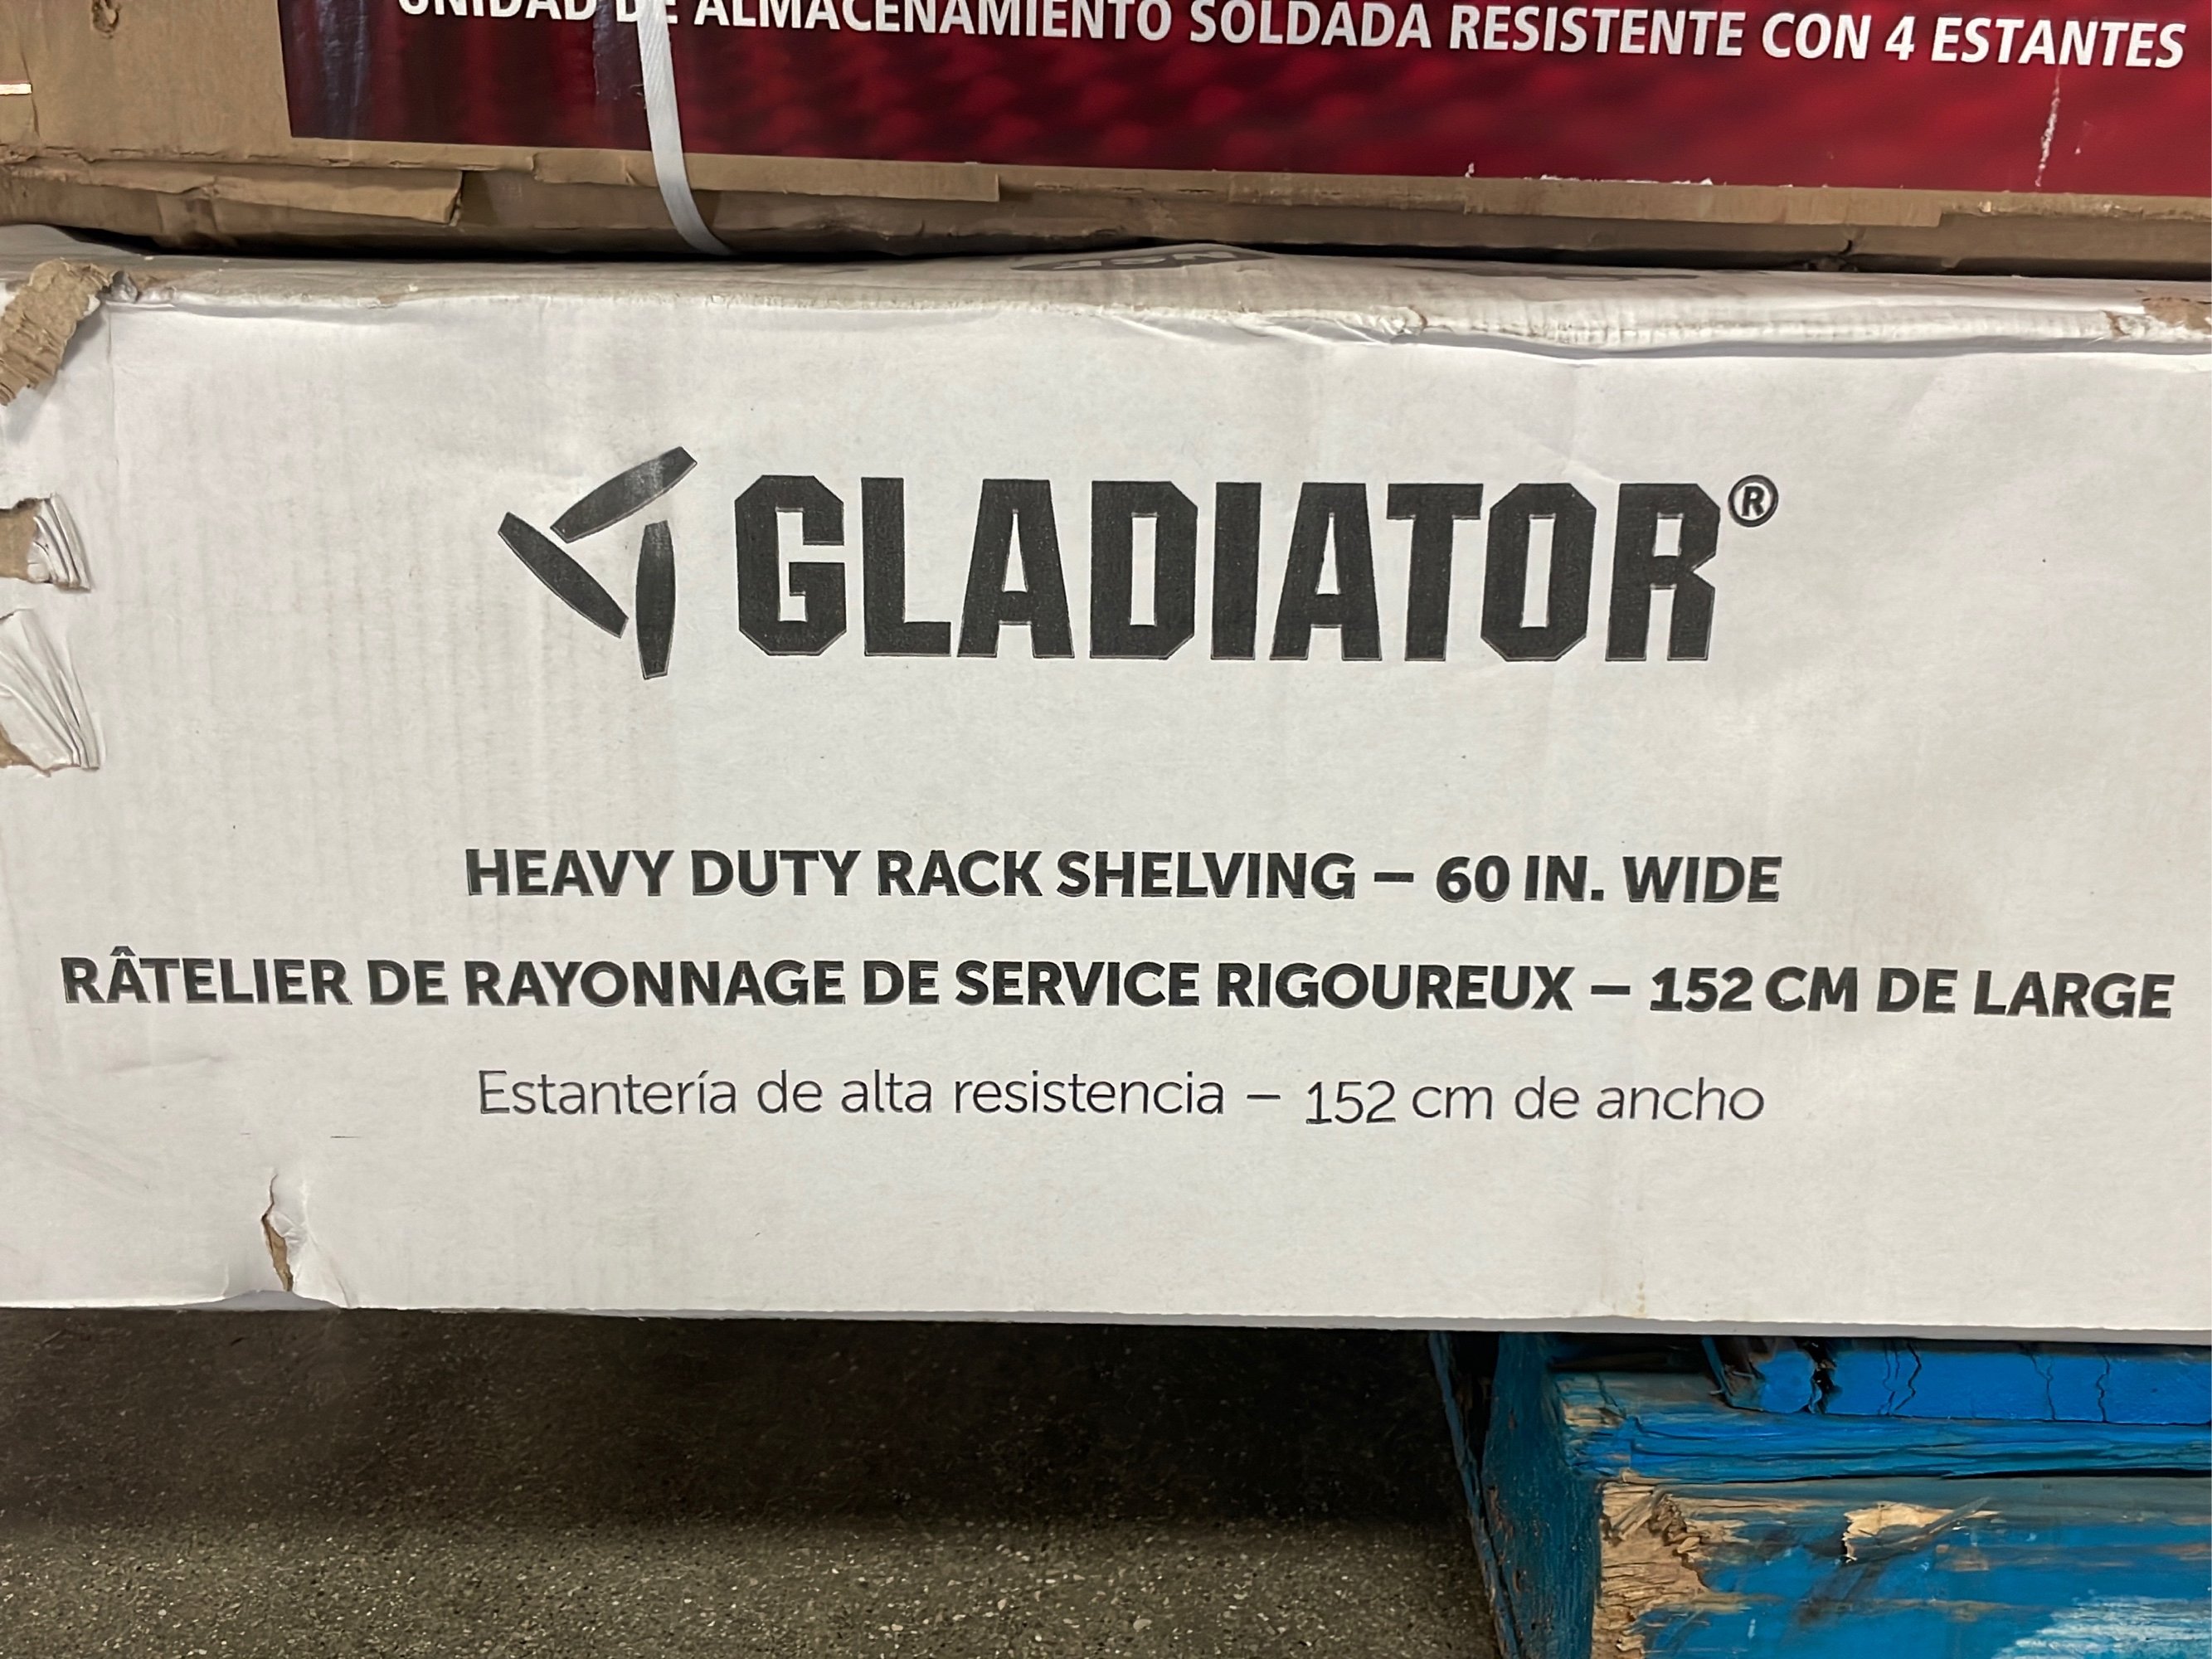 UNIDAD DE ALMACENAMIENTO SOLDADA RESISTENTE CON 4 ESTANTES
GLADIATOR®
HEAVY DUTY RACK SHELVING – 60 IN. WIDE
RÂTELIER DE RAYONNAGE DE SERVICE RIGOUREUX – 152 CM DE LARGE
Estantería de alta resistencia – 152 cm de ancho